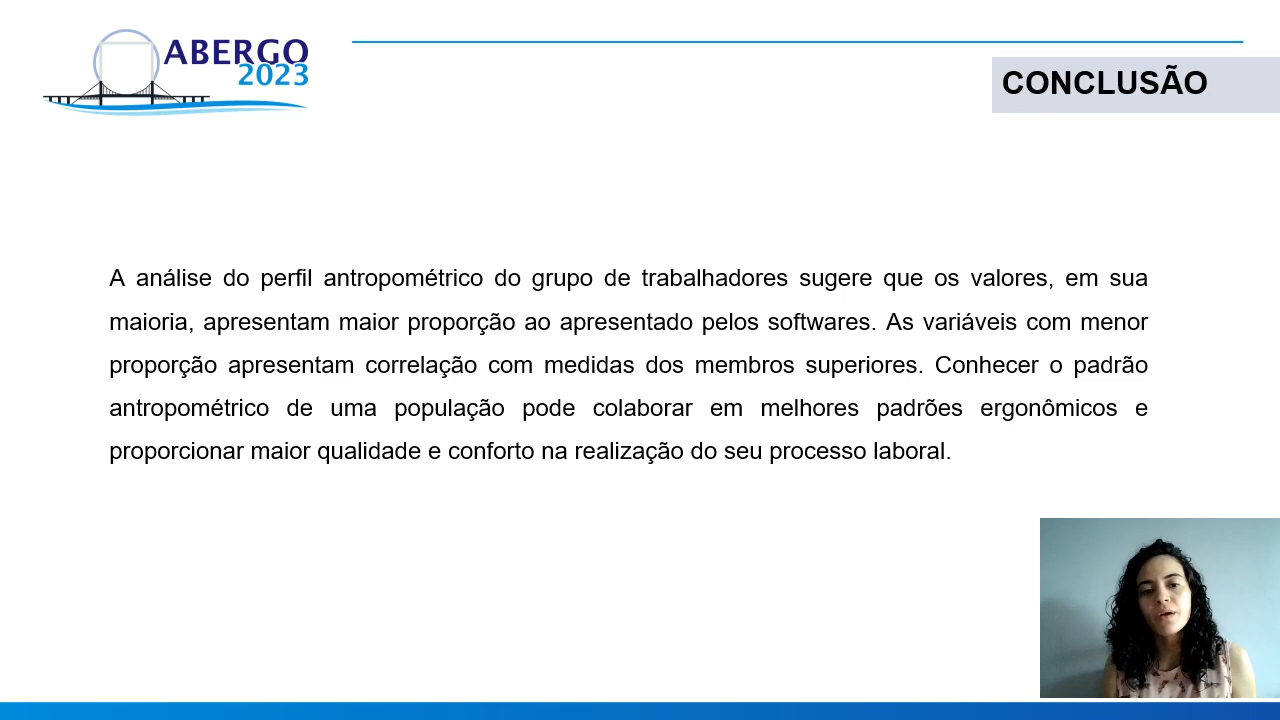 ABERGO
2023
CONCLUSÃO
A análise do perfil antropométrico do grupo de trabalhadores sugere que os valores, em sua
maioria, apresentam maior proporção ao apresentado pelos softwares. As variáveis com menor
proporção apresentam correlação com medidas dos membros superiores. Conhecer o padrão
antropométrico de uma população pode colaborar em melhores padrões ergonômicos e
proporcionar maior qualidade e conforto na realização do seu processo laboral.